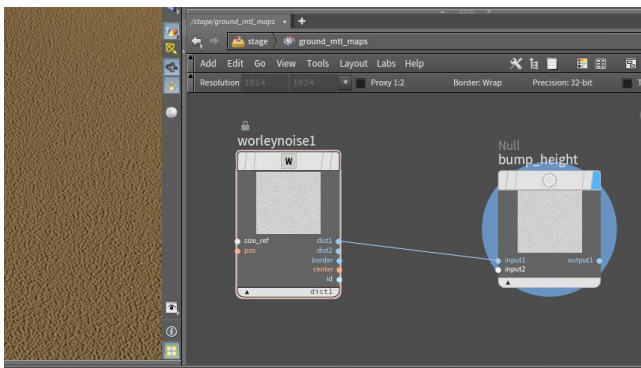 /stage/ground_mtl_maps
stage ground_mtl_maps
Add Edit Go View Tools Layout Labs Help
Resolution 1024 1024 Proxy 1:2 Border: Wrap Precision: 32-bit T
worleynoise1
W
size_ref
pos
dist1
dist2
border
center
id
dist1
Null
bump_height
input1
input2
output1